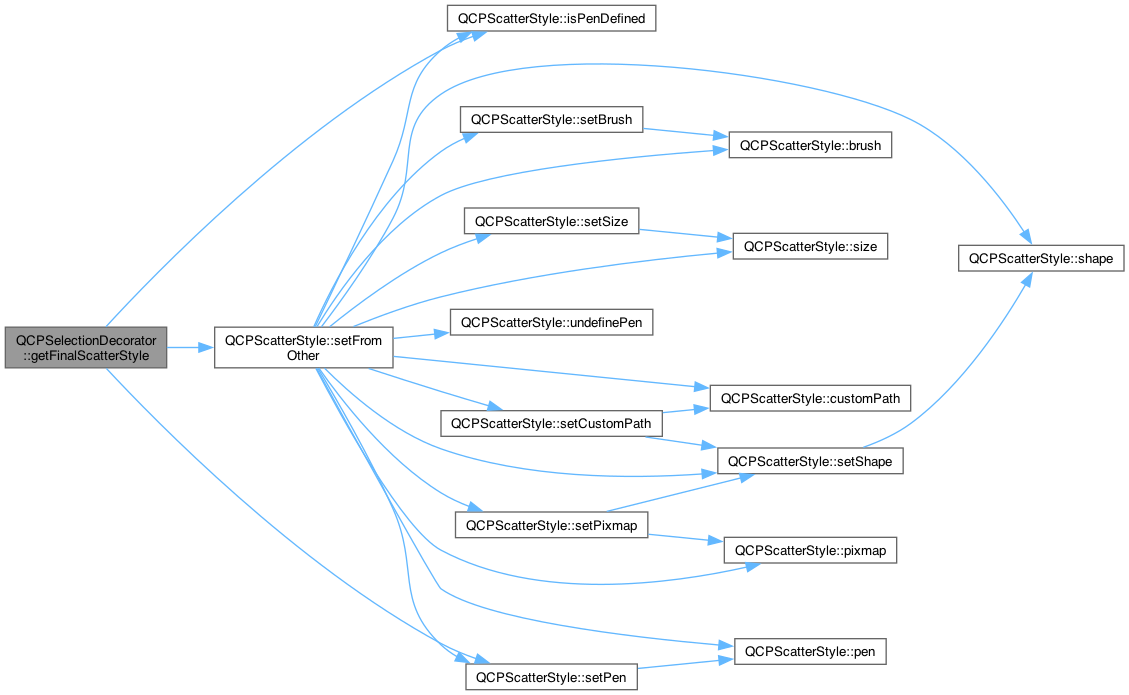 QCPScatterStyle::isPenDefined
QCPScatterStyle::setBrush
QCPScatterStyle::brush
QCPScatterStyle::setSize
QCPScatterStyle::size
QCPScatterStyle::shape
QCPScatterStyle::undefinePen
QCPSelectionDecorator
::getFinalScatterStyle
QCPScatterStyle::setFrom
Other
QCPScatterStyle::customPath
QCPScatterStyle::setCustomPath
QCPScatterStyle::setShape
QCPScatterStyle::setPixmap
QCPScatterStyle::pixmap
QCPScatterStyle::pen
QCPScatterStyle::setPen